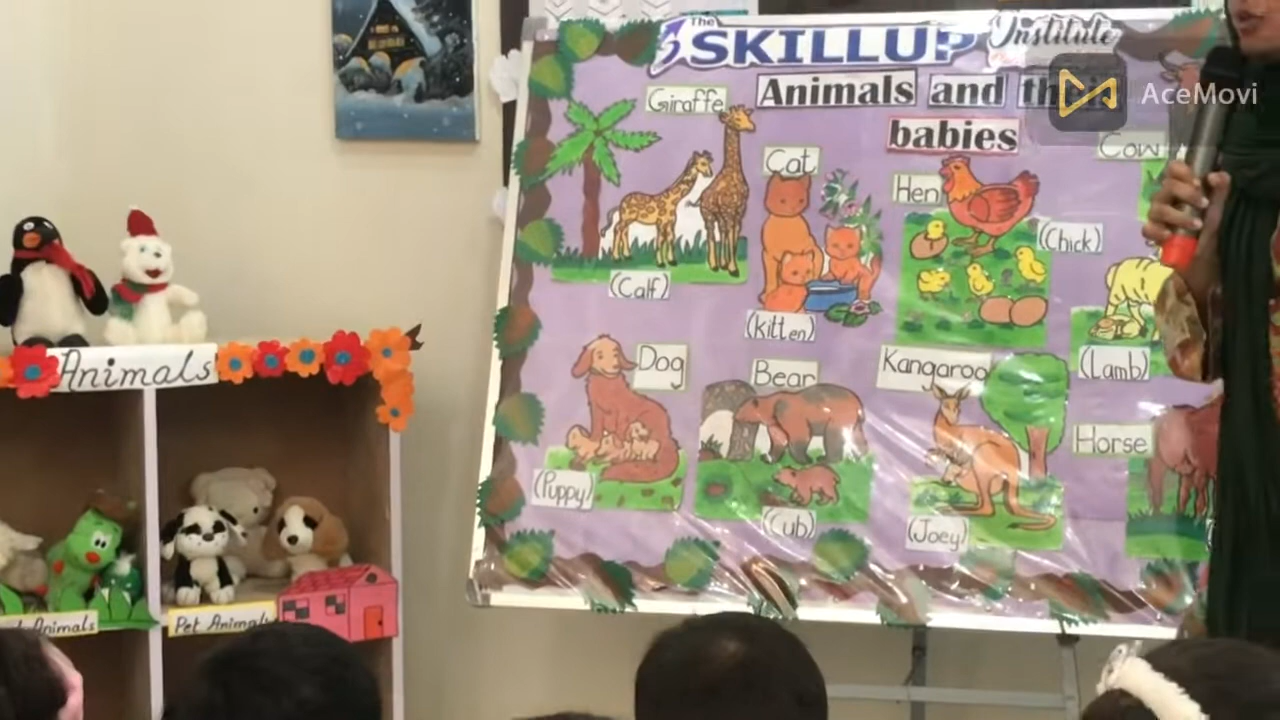 The SKILLUP Institute
AceMovi
Animals and their
babies
Giraffe
Cat
Hen
Cow
(Chick)
(Calf)
(kitten)
(Lamb)
Animals
Dog
Bear
Kangaroo
Horse
(Puppy)
(Cub)
(Joey)
Animals
Pet Animals